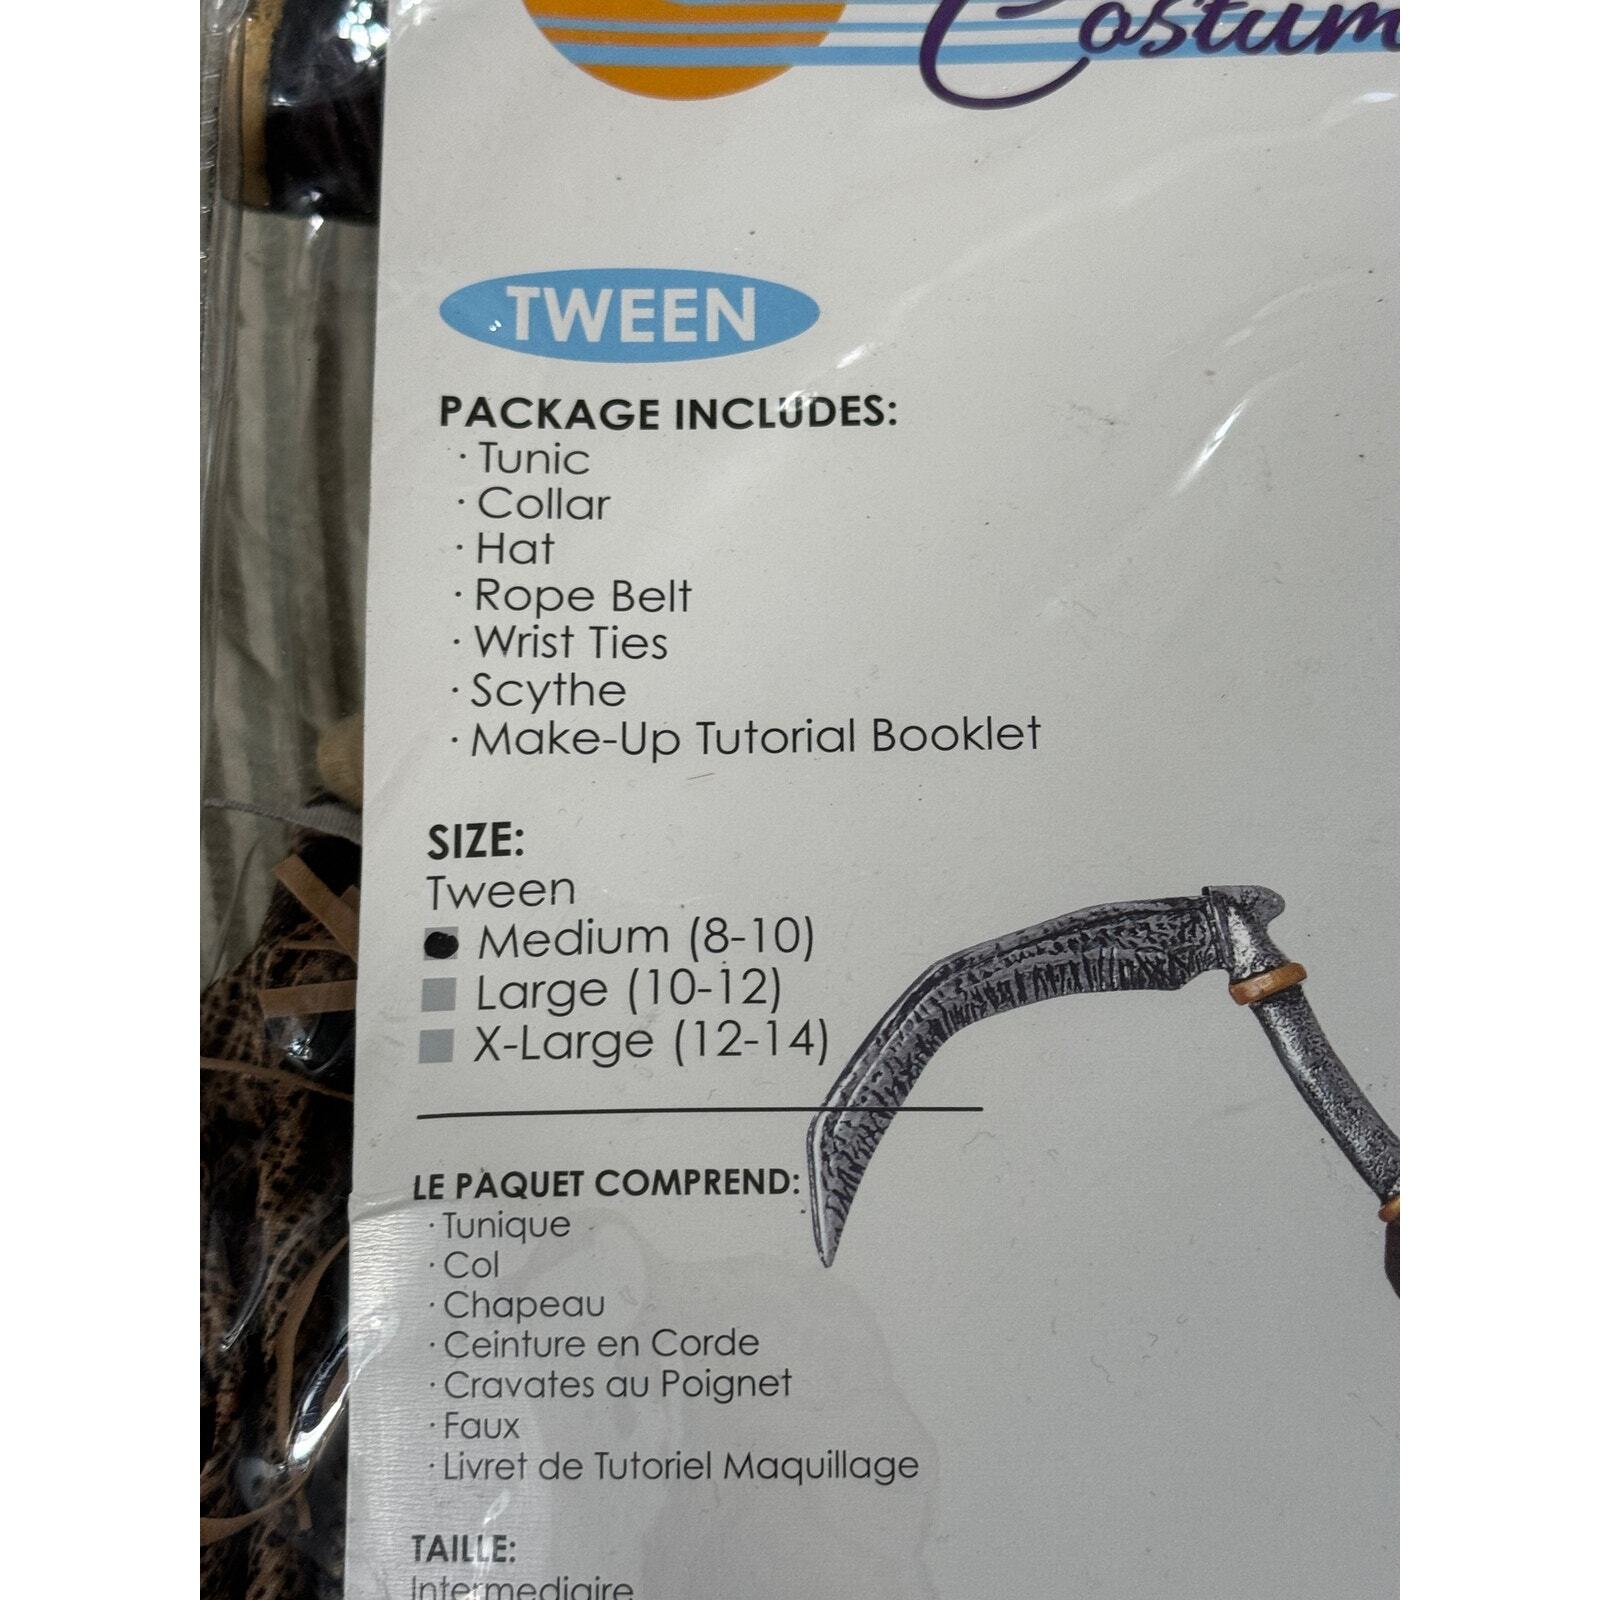 Costum
TWEEN
PACKAGE INCLUDES:
· Tunic
· Collar
· Hat
· Rope Belt
· Wrist Ties
· Scythe
· Make-Up Tutorial Booklet
SIZE:
Tween
Medium (8-10)
Large (10-12)
X-Large (12-14)
LE PAQUET COMPREND:
· Tunique
· Col
· Chapeau
· Ceinture en Corde
· Cravates au Poignet
· Faux
· Livret de Tutoriel Maquillage
TAILLE:
Intermediaire